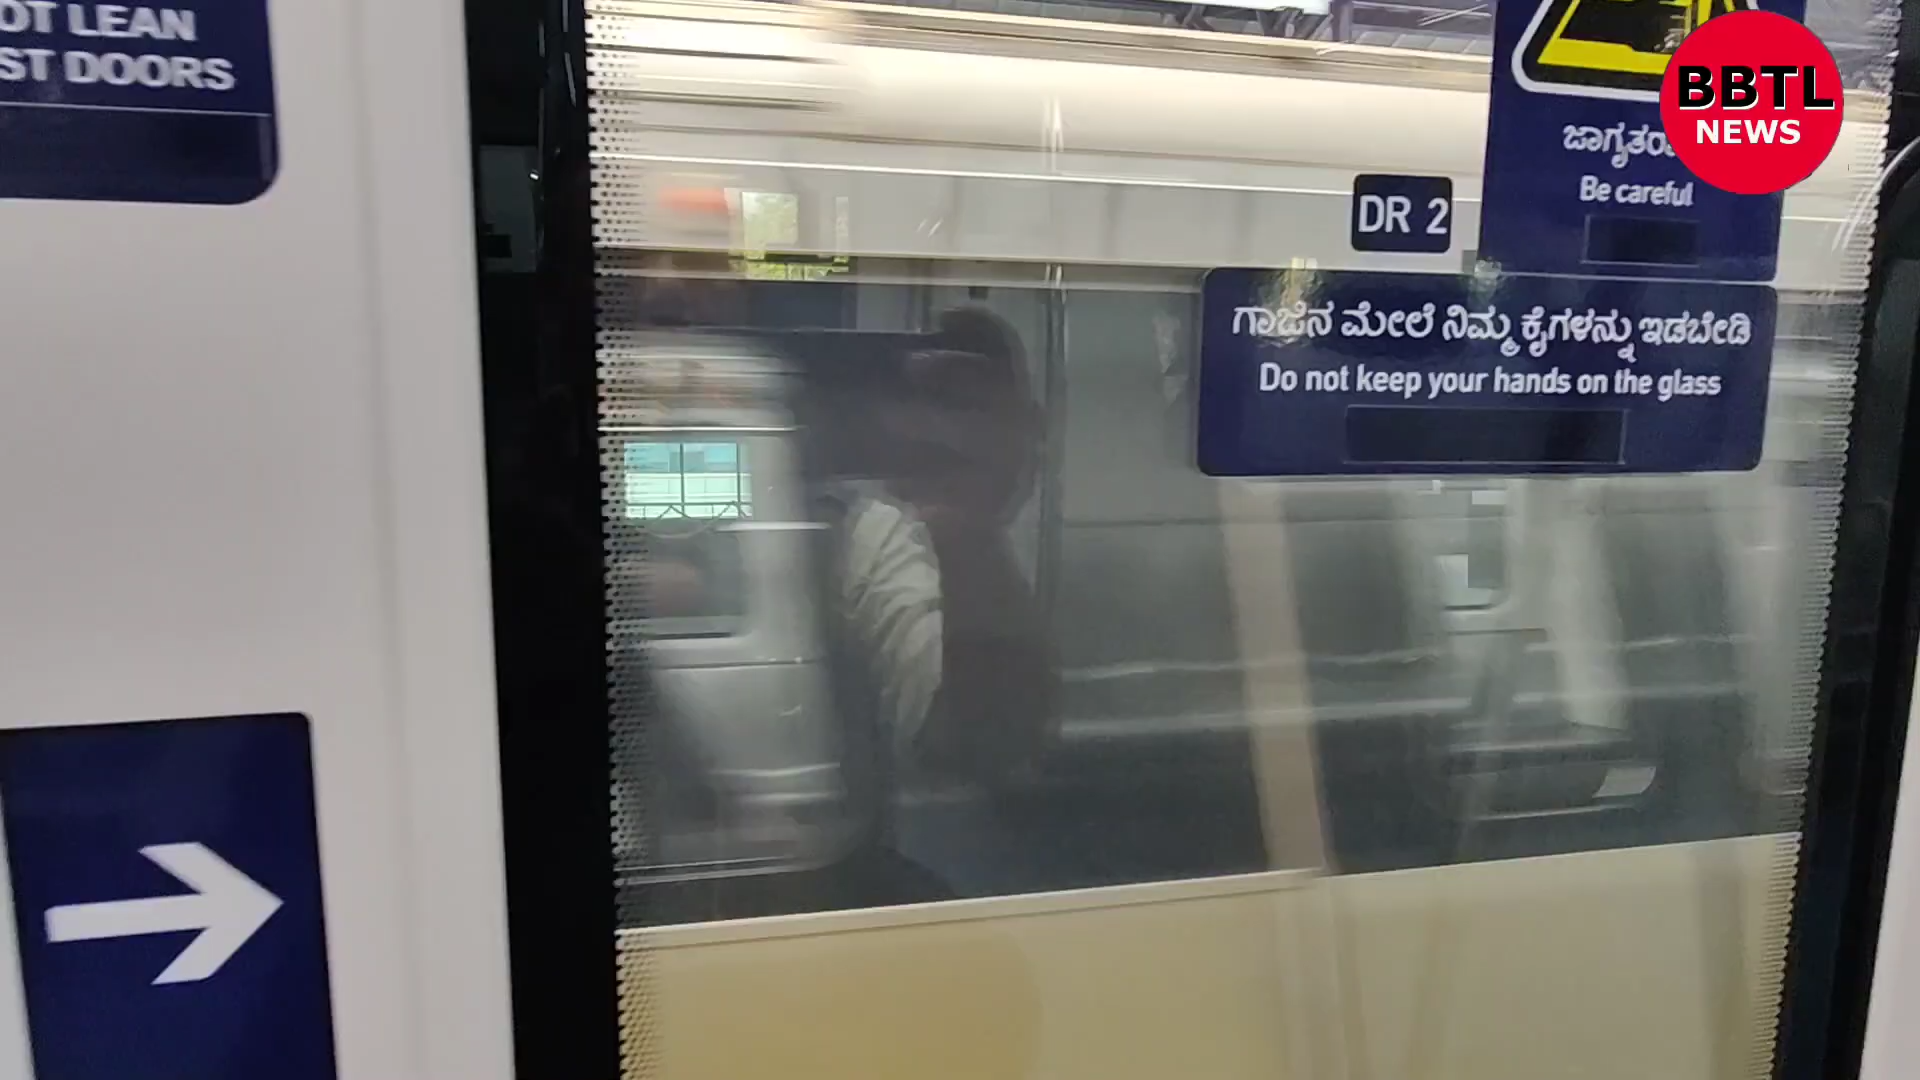 OT LEAN
ST DOORS
BBTL
NEWS
Be careful
DR 2
ಗಾಜಿನ ಮೇಲೆ ನಿಮ್ಮ ಕೈಗಳನ್ನು ಇಡಬೇಡಿ
Do not keep your hands on the glass